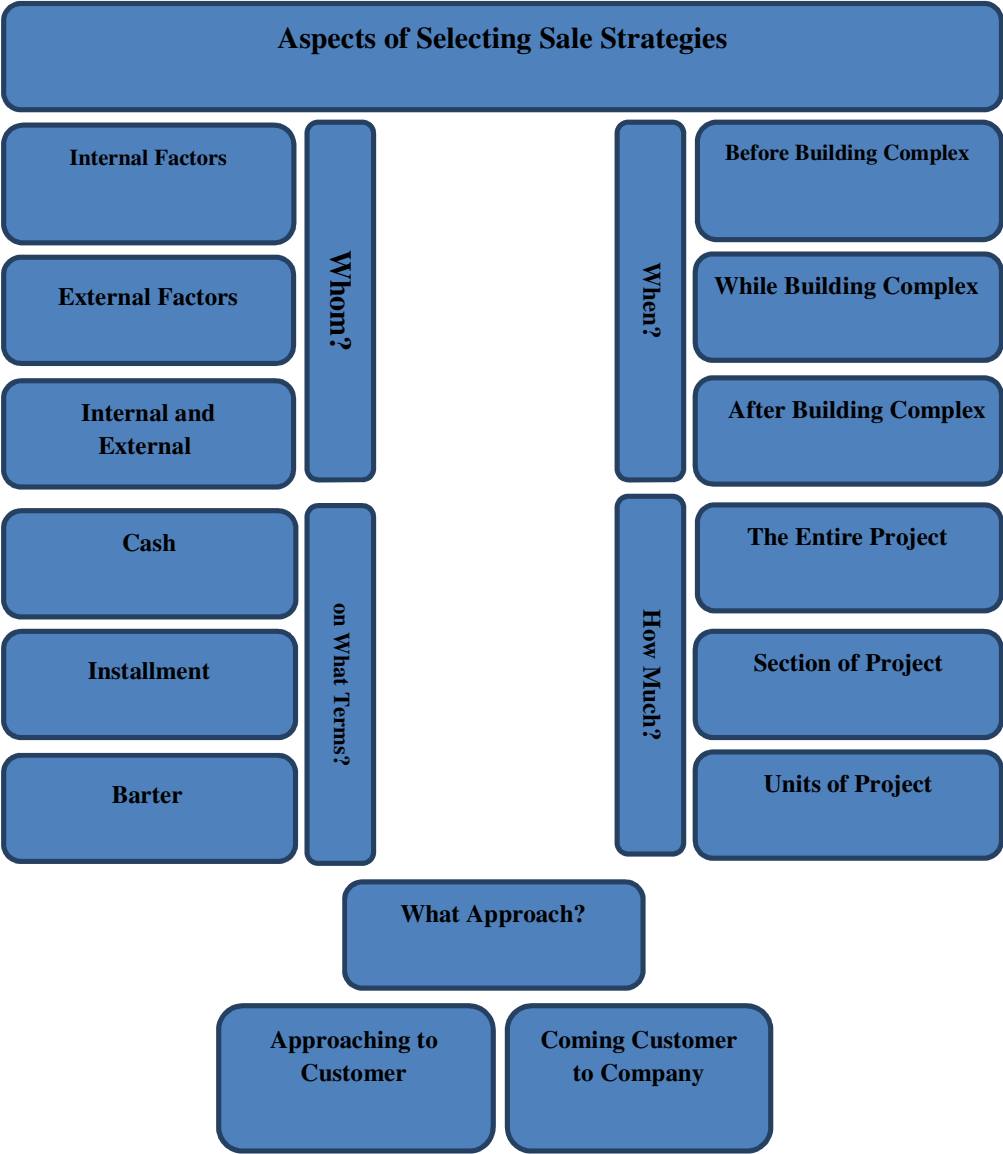 Aspects of Selecting Sale Strategies
Internal Factors
External Factors
Internal and
External
Whom?
When?
Before Building Complex
While Building Complex
After Building Complex
Cash
Installment
Barter
on What Terms?
How Much?
The Entire Project
Section of Project
Units of Project
What Approach?
Approaching to
Customer
Coming Customer
to Company